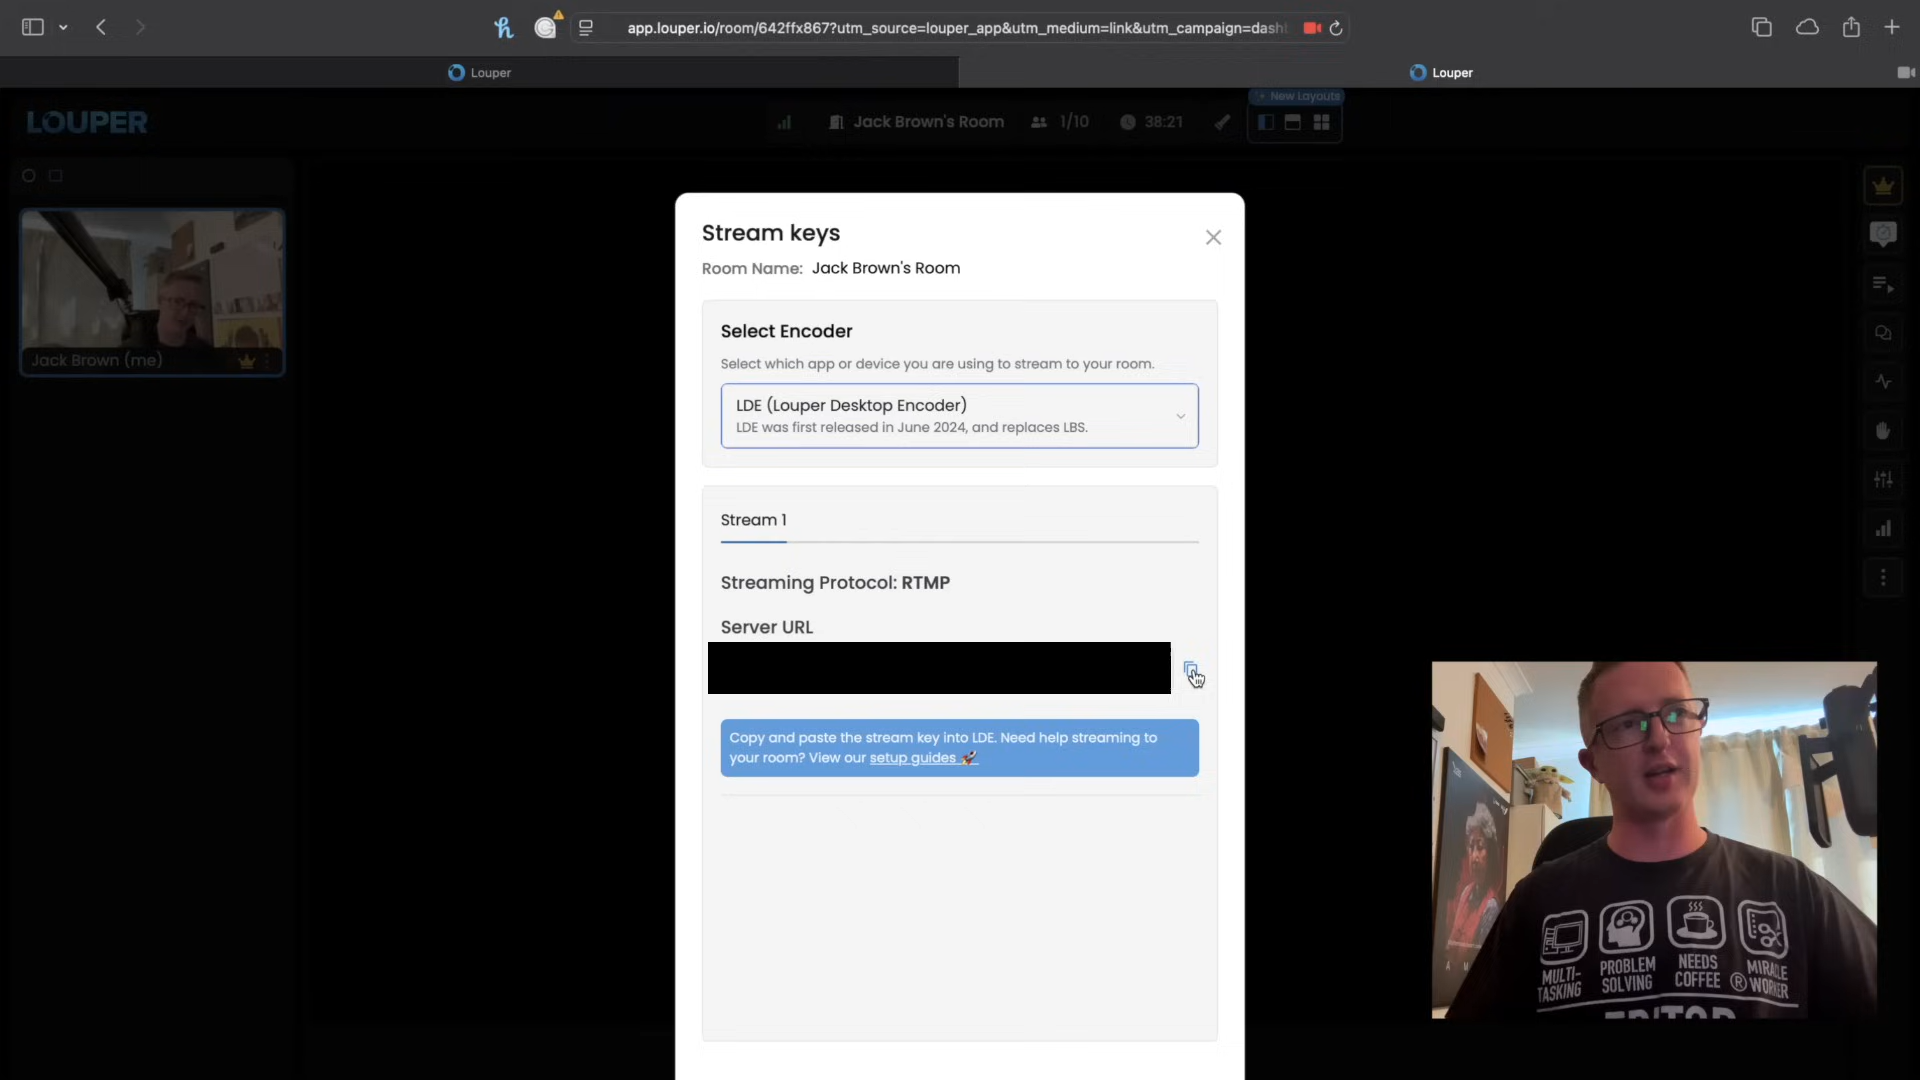 app.louper.io/room/642ffx867?utm_source=louper_app&utm_medium=link&utm_campaign=dash
Louper
Louper
LOUPER
Jack Brown's Room
1/10
38:21
New Layouts
Jack Brown (me)
Stream keys
Room Name: Jack Brown's Room
Select Encoder
Select which app or device you are using to stream to your room.
LDE (Louper Desktop Encoder)
LDE was first released in June 2024, and replaces LBS.
Stream 1
Streaming Protocol: RTMP
Server URL
Copy and paste the stream key into LDE. Need help streaming to
your room? View our setup guides 🚀
MULTI-
TASKING
PROBLEM
SOLVING
NEEDS
COFFEE
® MIRACLE
WORKER
EDITOR